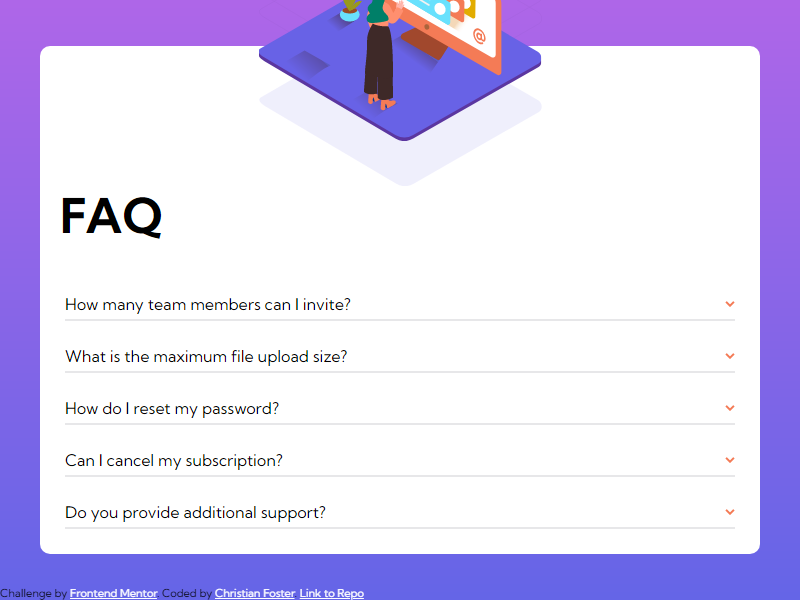 @
FAQ
How many team members can I invite?
What is the maximum file upload size?
How do I reset my password?
Can I cancel my subscription?
Do you provide additional support?
Challenge by Frontend Mentor. Coded by Christian Foster. Link to Repo